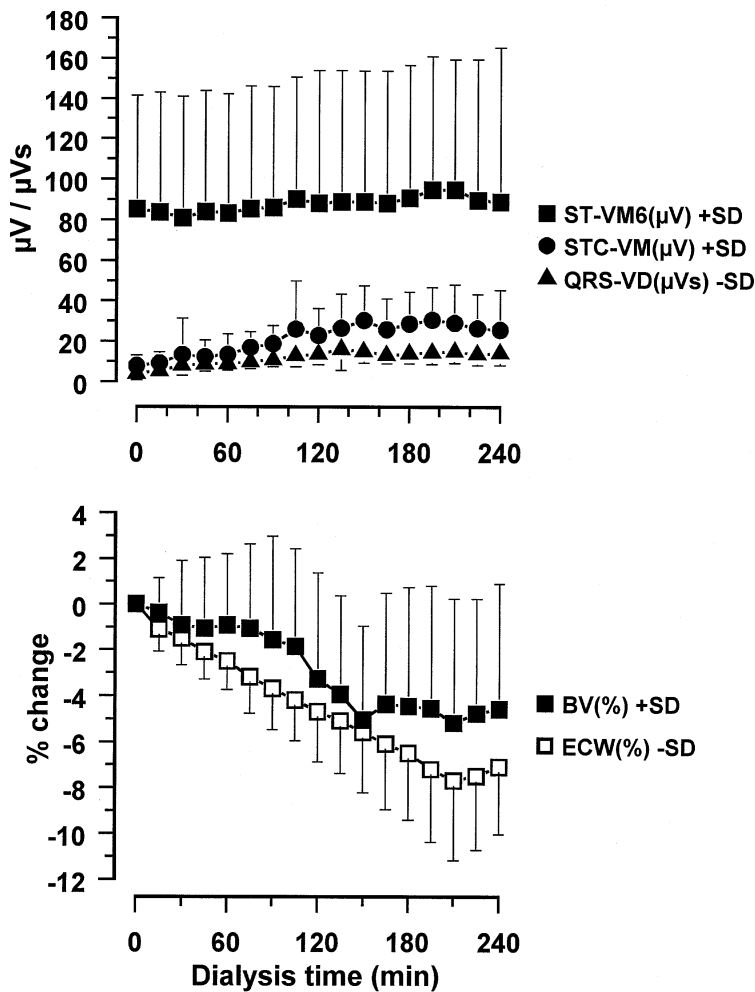 180
160
140
120
100
80
60
40
20
0
µV / µVs
0 60 120 180 240
ST-VM6(µV) +SD
STC-VM(µV) +SD
QRS-VD(µVs) -SD
4
2
0
-2
-4
-6
-8
-10
-12
% change
BV(%) +SD
ECW(%) -SD
0 60 120 180 240
Dialysis time (min)